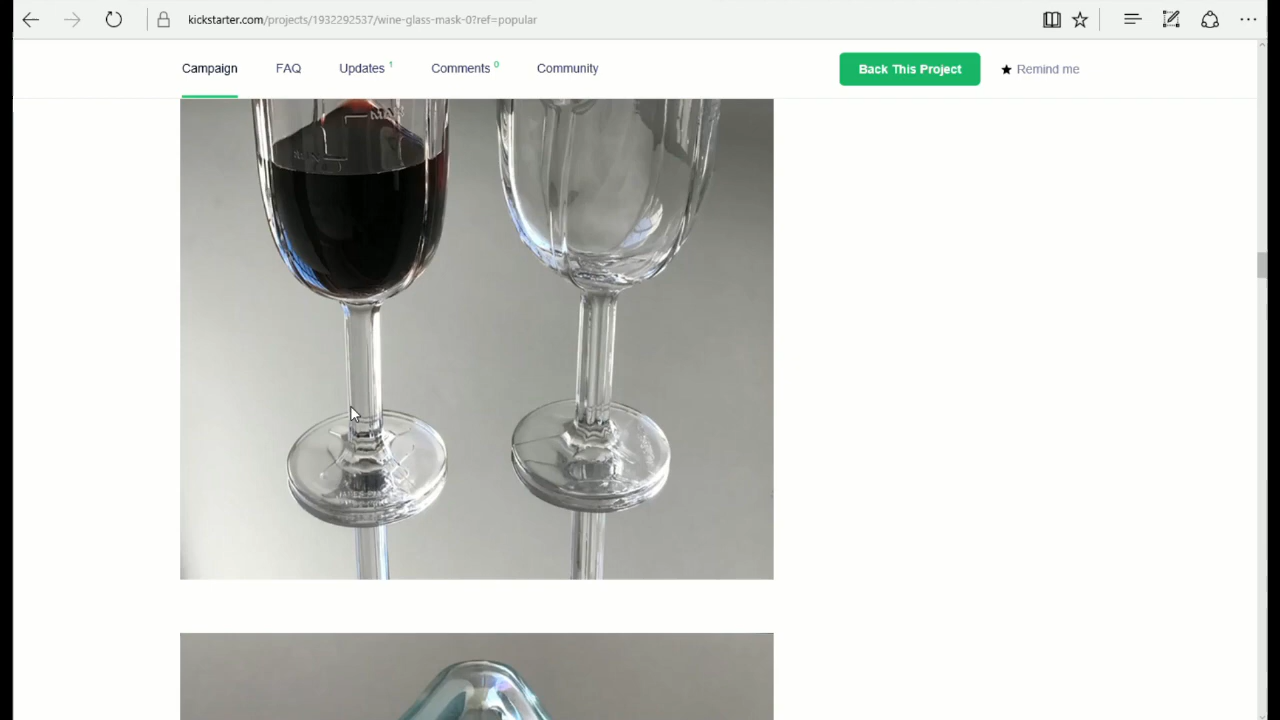 kickstarter.com/projects/1932292537/wine-glass-mask-0?ref=popular
Campaign FAQ Updates 1 Comments 0 Community Back This Project Remind me